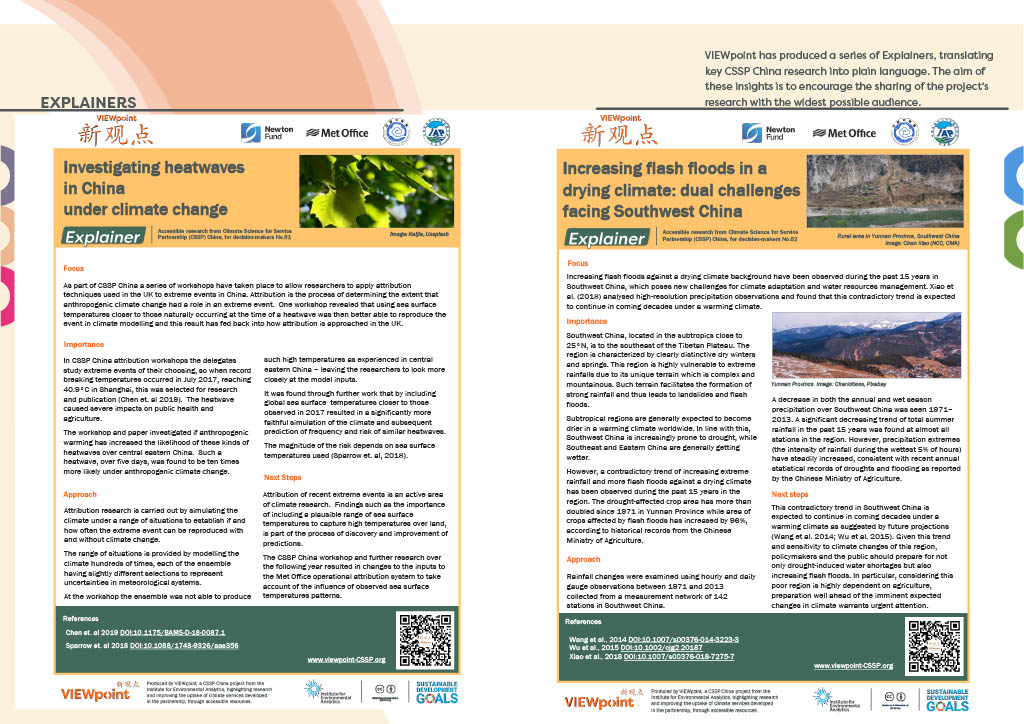 VIEWpoint has produced a series of Explainers, translating
key CSSP China research into plain language. The aim of
these insights is to encourage the sharing of the project's
research with the widest possible audience.
EXPLAINERS
VIEWpoint
新观点
Newton
Fund
Met Office
IAP
Investigating heatwaves
in China
under climate change
Explainer
Accessible research from Climate Science for Service
Partnership (CSSP) China, for decision-makers No.01
Image: Kaljis, Unsplash
Focus
As part of CSSP China a series of workshops have taken place to allow researchers to apply attribution
techniques used in the UK to extreme events in China. Attribution is the process of determining the extent that
anthropogenic climate change had a role in an extreme event. One workshop revealed that using sea surface
temperatures closer to those naturally occurring at the time of a heatwave was then better able to reproduce the
event in climate modelling and this result has fed back into how attribution is approached in the UK.
Importance
In CSSP China attribution workshops the delegates
study extreme events of their choosing, so when record
breaking temperatures occurred in July 2017, reaching
40.9°C in Shanghai, this was selected for research
and publication (Chen et. al 2019). The heatwave
caused severe impacts on public health and
agriculture.
The workshop and paper investigated if anthropogenic
warming has increased the likelihood of these kinds of
heatwaves over central eastern China. Such a
heatwave, over five days, was found to be ten times
more likely under anthropogenic climate change.
Approach
Attribution research is carried out by simulating the
climate under a range of situations to establish if and
how often the extreme event can be reproduced with
and without climate change.
The range of situations is provided by modelling the
climate hundreds of times, each of the ensemble
having slightly different selections to represent
uncertainties in meteorological systems.
At the workshop the ensemble was not able to produce
such high temperatures as experienced in central
eastern China – leaving the researchers to look more
closely at the model inputs.
It was found through further work that by including
global sea surface temperatures closer to those
observed in 2017 resulted in a significantly more
faithful simulation of the climate and subsequent
prediction of frequency and risk of similar heatwaves.
The magnitude of the risk depends on sea surface
temperatures used (Sparrow et. al, 2018).
Next Steps
Attribution of recent extreme events is an active area
of climate research. Findings such as the importance
of including a plausible range of sea surface
temperatures to capture high temperatures over land,
is part of the process of discovery and improvement of
predictions.
The CSSP China workshop and further research over
the following year resulted in changes to the inputs to
the Met Office operational attribution system to take
account of the influence of observed sea surface
temperatures patterns.
References
Chen et. al 2019 DOI:10.1175/BAMS-D-18-0087.1
Sparrow et. al 2018 DOI:10.1088/1748-9326/aae356
www.viewpoint-CSSP.org
新观点
VIEWpoint
Produced by VIEWpoint, a CSSP China project from the
Institute for Environmental Analytics, highlighting research
and improving the uptake of climate services developed
in the partnership, through accessible resources.
Institute for
Environmental
Analytics
SUSTAINABLE
DEVELOPMENT
GOALS
VIEWpoint
新观点
Newton
Fund
Met Office
IAP
Increasing flash floods in a
drying climate: dual challenges
facing Southwest China
Explainer
Accessible research from Climate Science for Service
Partnership (CSSP) China, for decision-makers No.02
Rural area in Yunnan Province, Southwest China
Image: Chan Xiao (NCC, CMA)
Focus
Increasing flash floods against a drying climate background have been observed during the past 15 years in
Southwest China, which poses new challenges for climate adaptation and water resources management. Xiao et
al. (2018) analysed high-resolution precipitation observations and found that this contradictory trend is expected
to continue in coming decades under a warming climate.
Importance
Southwest China, located in the subtropics close to
25°N, is to the southeast of the Tibetan Plateau. The
region is characterized by clearly distinctive dry winters
and springs. This region is highly vulnerable to extreme
rainfalls due to its unique terrain which is complex and
mountainous. Such terrain facilitates the formation of
strong rainfall and thus leads to landslides and flash
floods.
Subtropical regions are generally expected to become
drier in a warming climate worldwide. In line with this,
Southwest China is increasingly prone to drought, while
Southeast and Eastern China are generally getting
wetter.
However, a contradictory trend of increasing extreme
rainfall and more flash floods against a drying climate
has been observed during the past 15 years in the
region. The drought-affected crop area has more than
doubled since 1971 in Yunnan Province while area of
crops affected by flash floods has increased by 96%,
according to historical records from the Chinese
Ministry of Agriculture.
Approach
Rainfall changes were examined using hourly and daily
gauge observations between 1971 and 2013
collected from a measurement network of 142
stations in Southwest China.
Yunnan Province. Image: Charlottees, Pixabay
A decrease in both the annual and wet season
precipitation over Southwest China was seen 1971–
2013. A significant decreasing trend of total summer
rainfall in the past 15 years was found at almost all
stations in the region. However, precipitation extremes
(the intensity of rainfall during the wettest 5% of hours)
have steadily increased, consistent with recent annual
statistical records of droughts and flooding as reported
by the Chinese Ministry of Agriculture.
Next steps
This contradictory trend in Southwest China is
expected to continue in coming decades under a
warming climate as suggested by future projections
(Wang et al. 2014; Wu et al. 2015). Given this trend
and sensitivity to climate changes of this region,
policymakers and the public should prepare for not
only drought-induced water shortages but also
increasing flash floods. In particular, considering this
poor region is highly dependent on agriculture,
preparation well ahead of the imminent expected
changes in climate warrants urgent attention.
References
Wang et al., 2014 DOI:10.1007/s00376-014-3223-3
Wu et al., 2015 DOI:10.1002/cjg2.20187
Xiao et al., 2018 DOI:10.1007/s00376-018-7275-7
www.viewpoint-CSSP.org
新观点
VIEWpoint
Produced by VIEWpoint, a CSSP China project from the
Institute for Environmental Analytics, highlighting research
and improving the uptake of climate services developed
in the partnership, through accessible resources
Institute for
Environmental
Analytics
SUSTAINABLE
DEVELOPMENT
GOALS